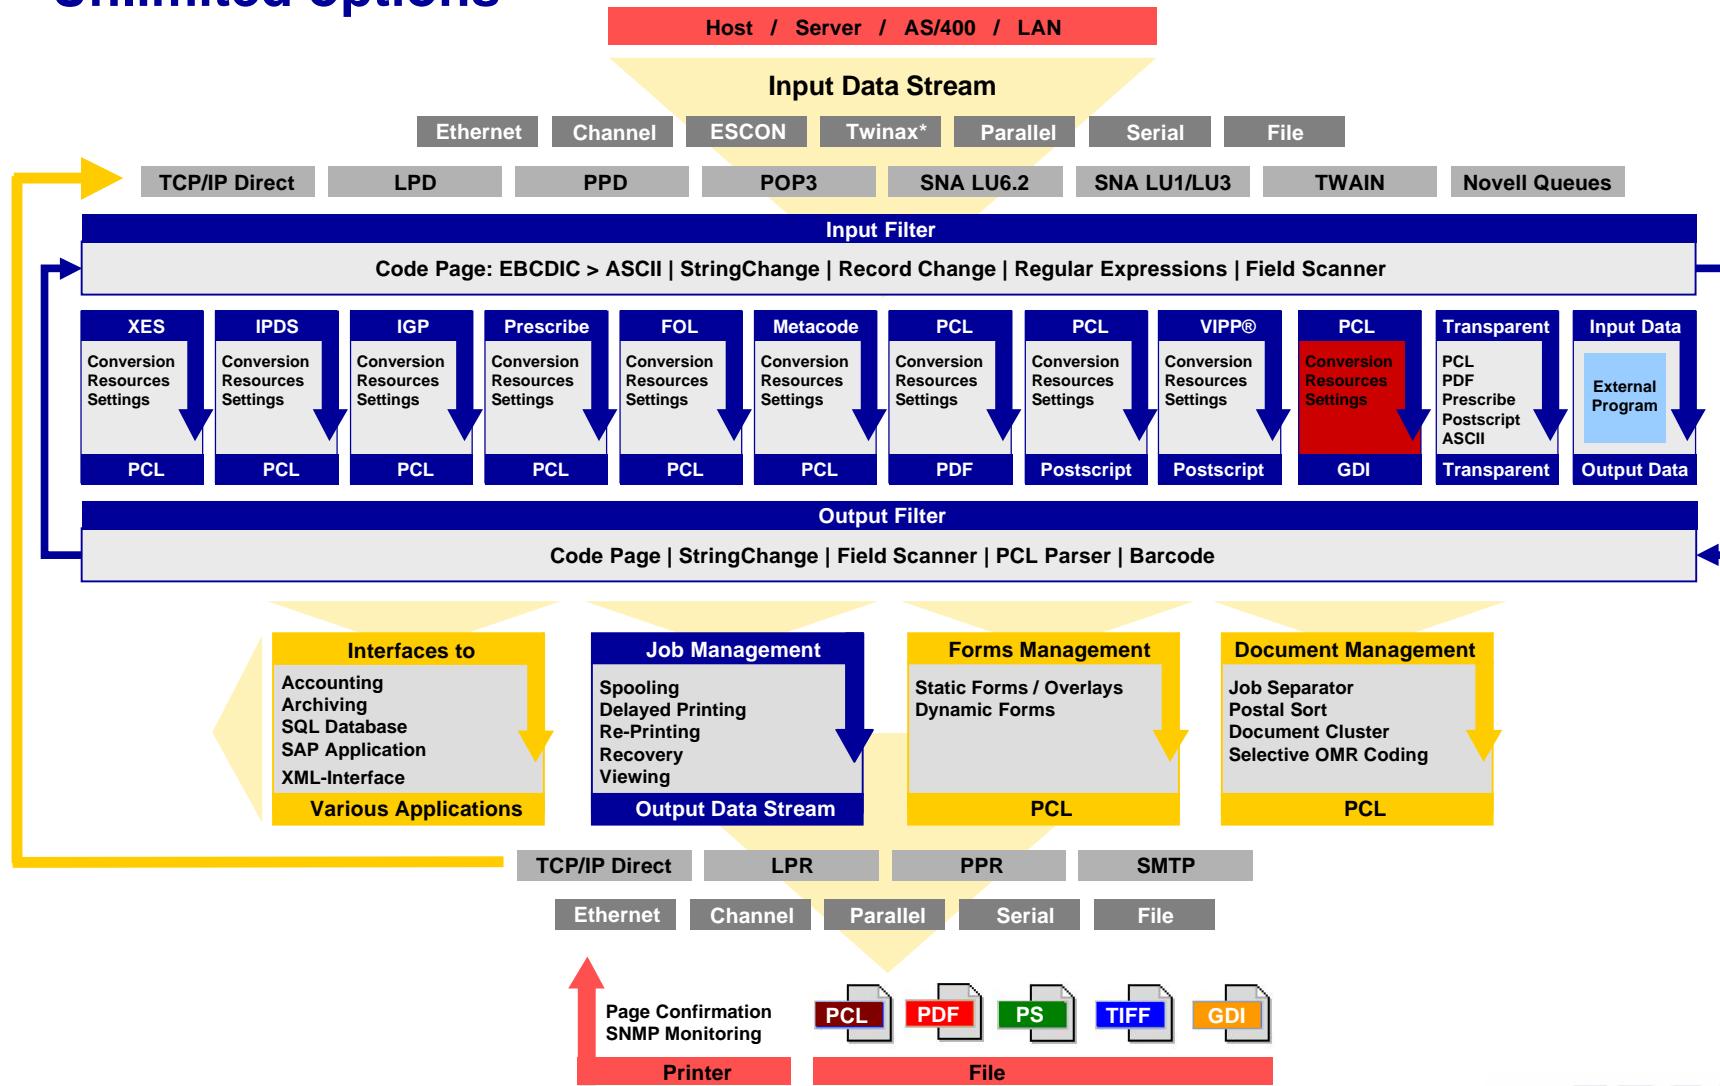 Unlimited options
Host / Server / AS/400 / LAN
Input Data Stream
Ethernet Channel ESCON Twinax* Parallel Serial File
TCP/IP Direct LPD PPD POP3 SNA LU6.2 SNA LU1/LU3 TWAIN Novell Queues
Input Filter
Code Page: EBCDIC > ASCII | StringChange | Record Change | Regular Expressions | Field Scanner
XES
Conversion
Resources
Settings
PCL
IPDS
Conversion
Resources
Settings
PCL
IGP
Conversion
Resources
Settings
PCL
Prescribe
Conversion
Resources
Settings
PCL
FOL
Conversion
Resources
Settings
PCL
Metacode
Conversion
Resources
Settings
PCL
PCL
Conversion
Resources
Settings
PDF
PCL
Conversion
Resources
Settings
Postscript
VIPP®
Conversion
Resources
Settings
Postscript
PCL
Conversion
Resources
Settings
GDI
Transparent
PCL
PDF
Prescribe
Postscript
ASCII
Transparent
Input Data
External
Program
Output Data
Output Filter
Code Page | StringChange | Field Scanner | PCL Parser | Barcode
Interfaces to
Accounting
Archiving
SQL Database
SAP Application
XML-Interface
Various Applications
Job Management
Spooling
Delayed Printing
Re-Printing
Recovery
Viewing
Output Data Stream
Forms Management
Static Forms / Overlays
Dynamic Forms
PCL
Document Management
Job Separator
Postal Sort
Document Cluster
Selective OMR Coding
PCL
TCP/IP Direct LPR PPR SMTP
Ethernet Channel Parallel Serial File
Page Confirmation
SNMP Monitoring
Printer
PCL PDF PS TIFF GDI
File